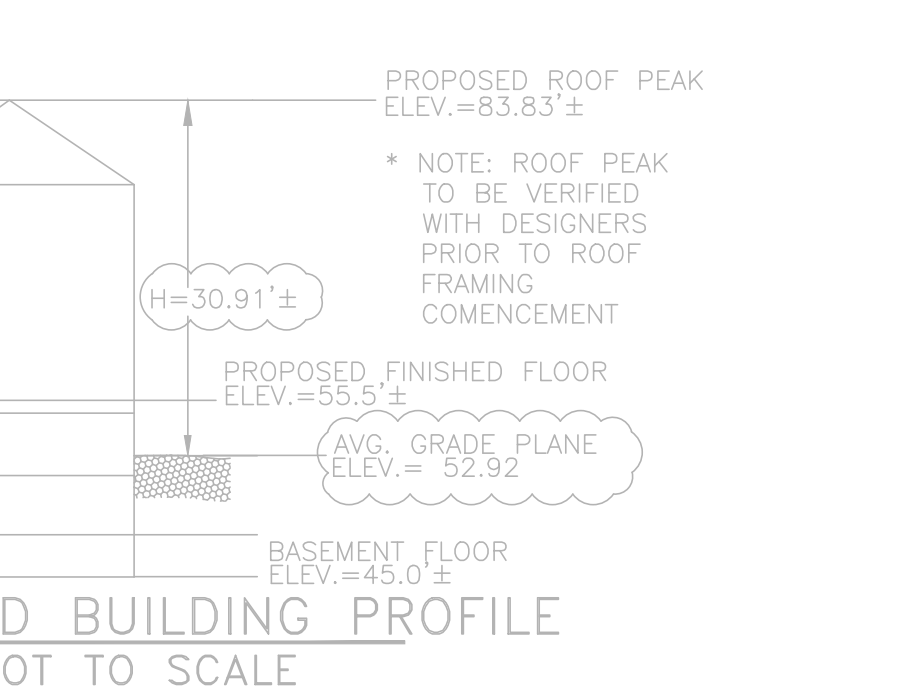 PROPOSED ROOF PEAK
ELEV.=83.83'±
* NOTE: ROOF PEAK
TO BE VERIFIED
WITH DESIGNERS
PRIOR TO ROOF
FRAMING
COMENCEMENT
H=30.91'±
PROPOSED FINISHED FLOOR
ELEV.=55.5'±
AVG. GRADE PLANE
ELEV.= 52.92
BASEMENT FLOOR
ELEV.=45.0'±
D BUILDING PROFILE
OT TO SCALE